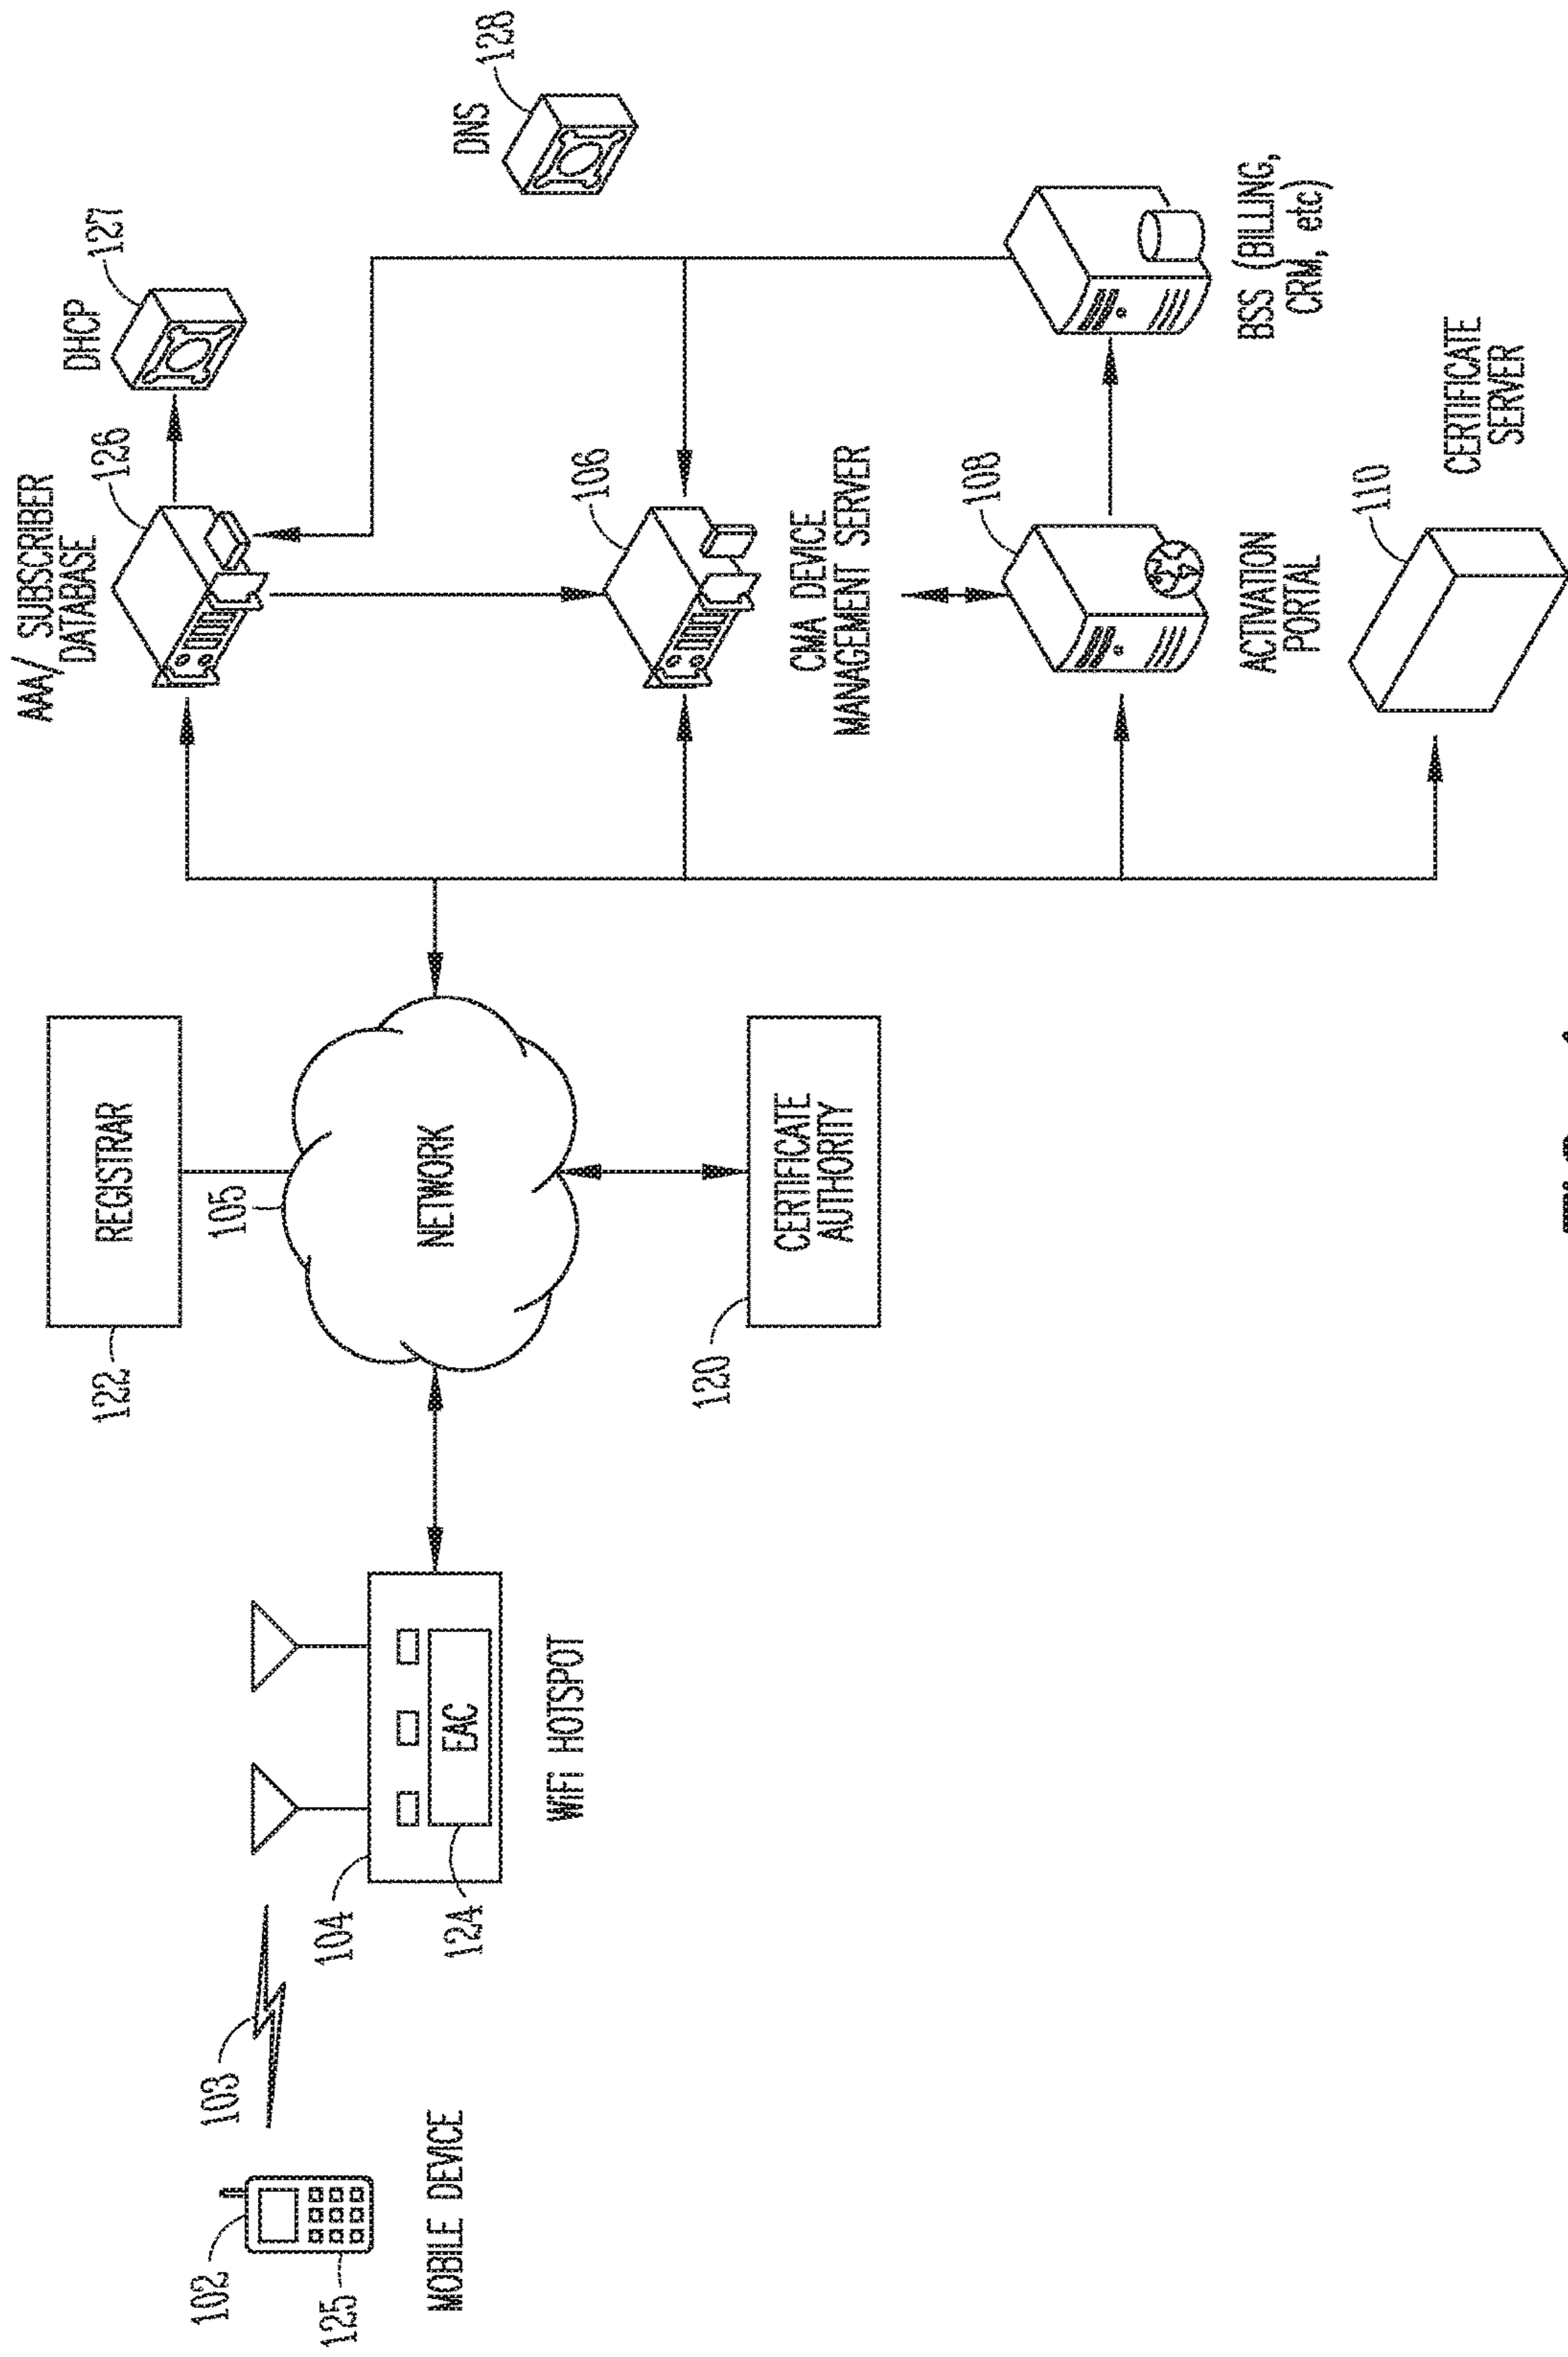 102
125
MOBILE DEVICE
103
104
124
EAC
WiFi HOTSPOT
122
REGISTRAR
105
NETWORK
120
CERTIFICATE
AUTHORITY
AAA/ SUBSCRIBER
DATABASE
126
DHCP
127
DNS
128
106
CMA DEVICE
MANAGEMENT SERVER
108
ACTIVATION
PORTAL
BSS (BILLING,
CRM, etc)
110
CERTIFICATE
SERVER